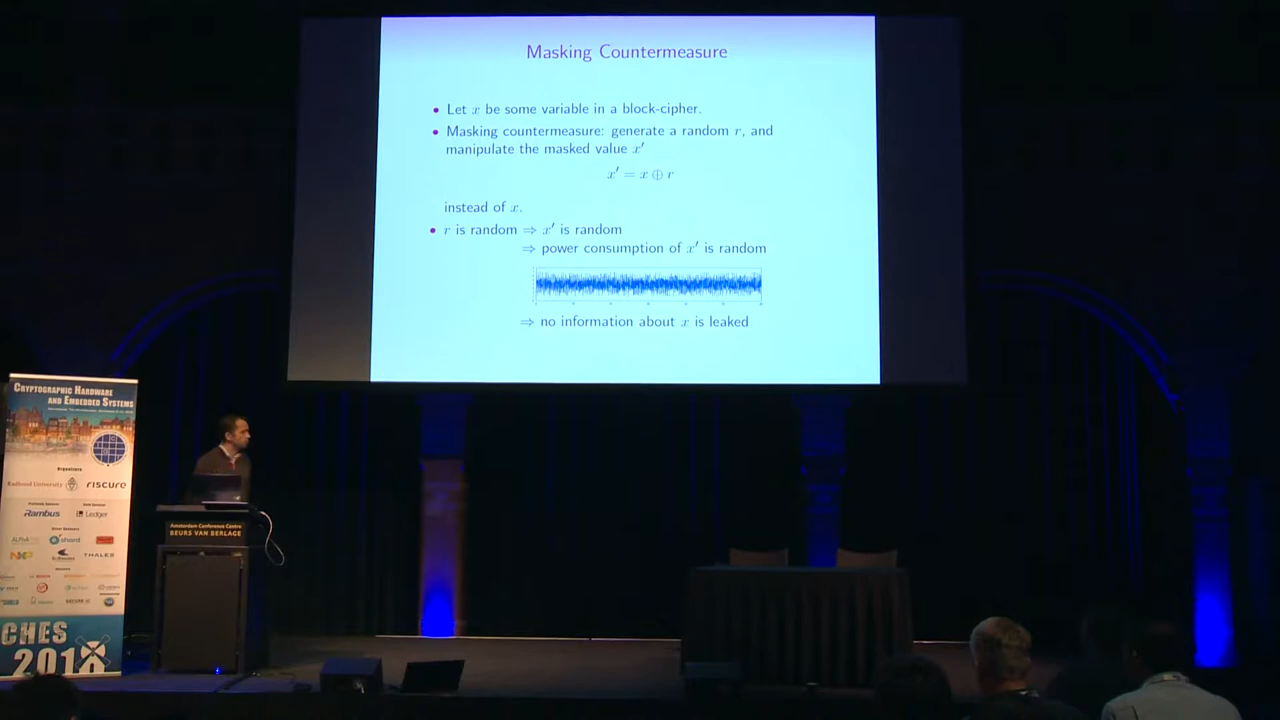 Masking Countermeasure
• Let x be some variable in a block-cipher.
• Masking countermeasure: generate a random r, and
manipulate the masked value x′
x′ = x ⊕ r
instead of x.
• r is random ⇒ x′ is random
⇒ power consumption of x′ is random
⇒ no information about x is leaked
Cryptographic Hardware
and Embedded Systems
Organizers
Radboud University
riscure
Rambus
Ledger
NXP
THALES
CHES
2018
Amsterdam Conference Centre
BEURS VAN BERLAGE